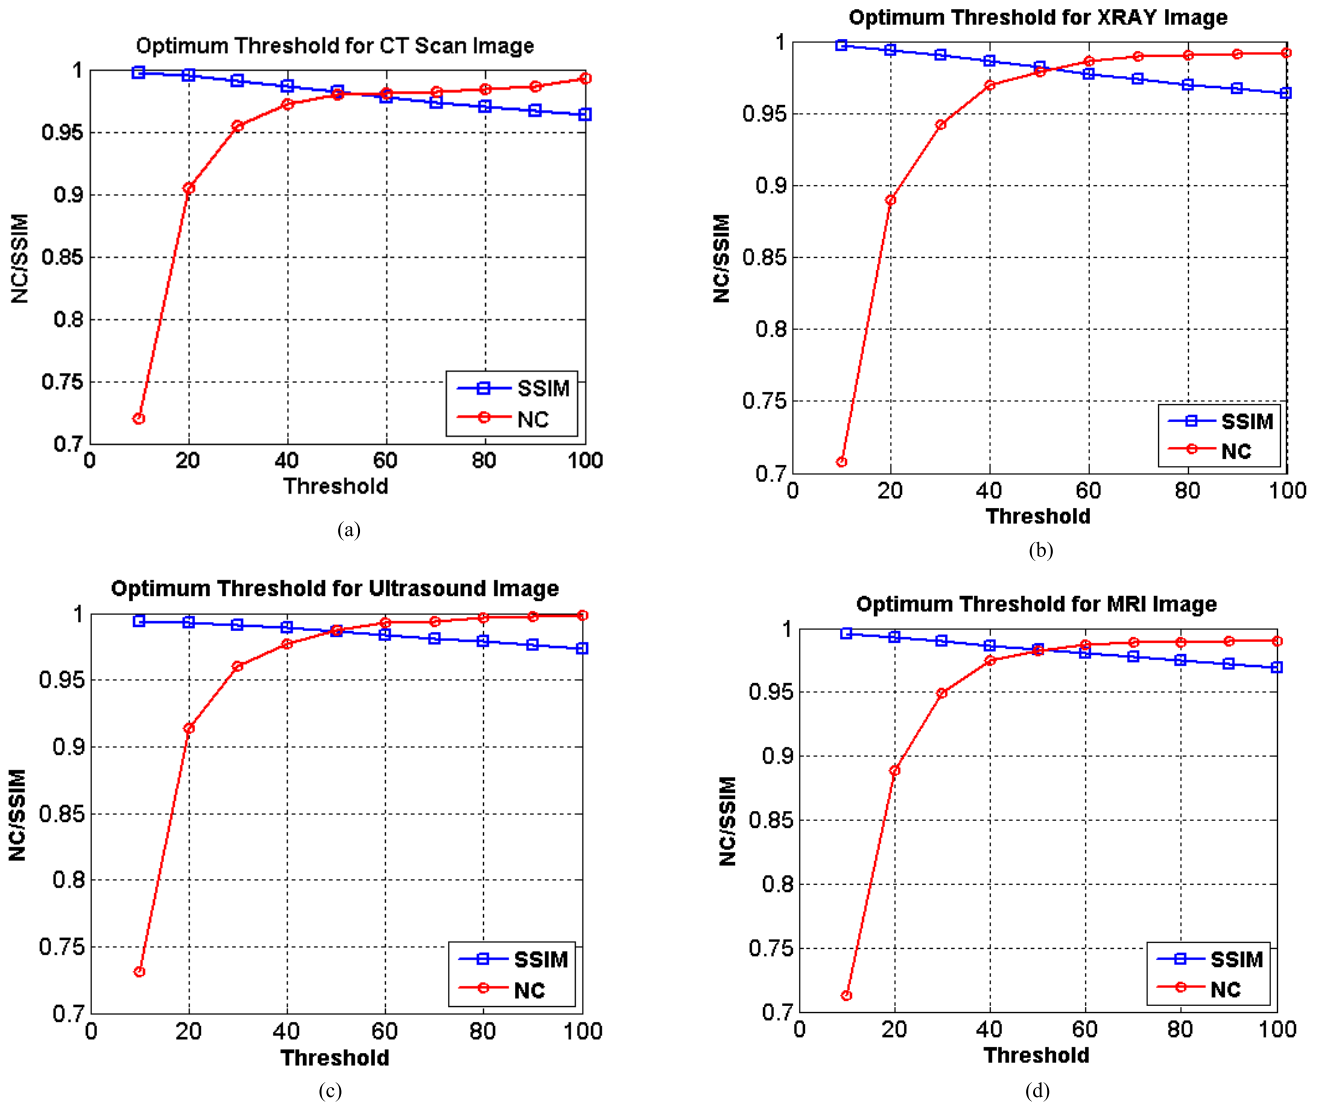 Optimum Threshold for CT Scan Image
1
0.95
0.9
0.85
0.8
0.75
0.7
NC/SSIM
SSIM
NC
0 20 40 60 80 100
Threshold
(a)
Optimum Threshold for XRAY Image
1
0.95
0.9
0.85
0.8
0.75
0.7
NC/SSIM
SSIM
NC
0 20 40 60 80 100
Threshold
(b)
Optimum Threshold for Ultrasound Image
1
0.95
0.9
0.85
0.8
0.75
0.7
NC/SSIM
SSIM
NC
0 20 40 60 80 100
Threshold
(c)
Optimum Threshold for MRI Image
1
0.95
0.9
0.85
0.8
0.75
0.7
NC/SSIM
SSIM
NC
0 20 40 60 80 100
Threshold
(d)